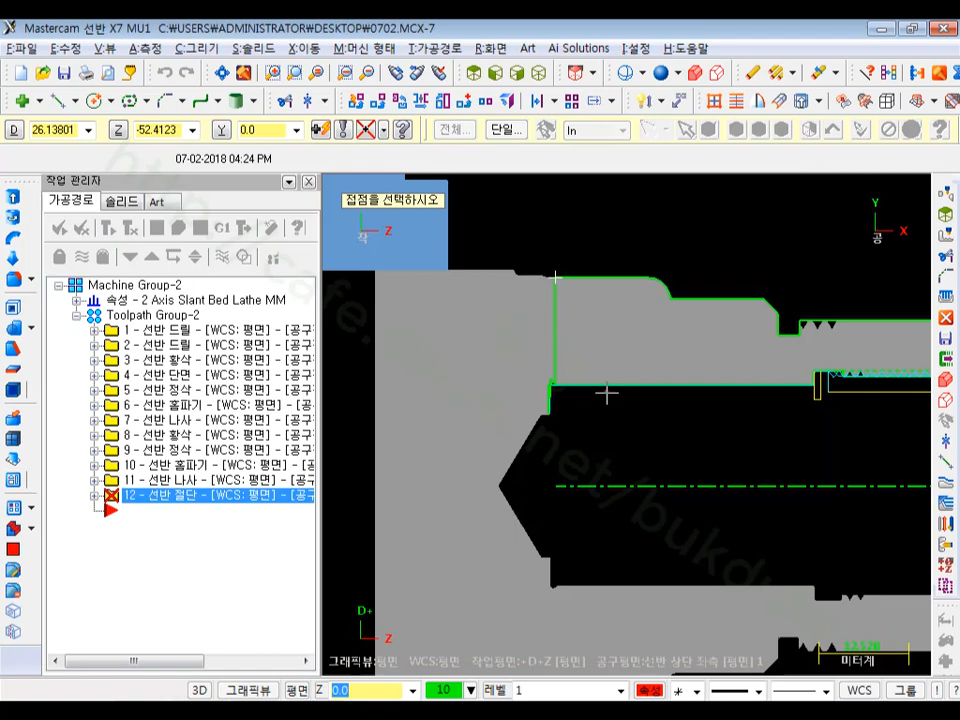 Mastercam 선반 X7 MU1 C:₩USERS₩ADMINISTRATOR₩DESKTOP₩0702.MCX-7
F:파일 E:수정 V:뷰 A:측정 C:그리기 S:솔리드 X:이동 M:머신 형태 T:가공경로 R:화면 Art Ai Solutions I:설정 H:도움말
D 26.13801 Z -52.4123 Y 0.0 전체... 단일... In
07-02-2018 04:24 PM
작업 관리자
가공경로 솔리드 Art
G1
Machine Group-2
속성 - 2 Axis Slant Bed Lathe MM
Toolpath Group-2
1 - 선반 드릴 - [WCS: 평면] - [공구
2 - 선반 드릴 - [WCS: 평면] - [공구
3 - 선반 황삭 - [WCS: 평면] - [공구
4 - 선반 단면 - [WCS: 평면] - [공구
5 - 선반 정삭 - [WCS: 평면] - [공구
6 - 선반 홈파기 - [WCS: 평면] - [공
7 - 선반 나사 - [WCS: 평면] - [공구
8 - 선반 황삭 - [WCS: 평면] - [공구
9 - 선반 정삭 - [WCS: 평면] - [공구
10 - 선반 홈파기 - [WCS: 평면] - [공
11 - 선반 나사 - [WCS: 평면] - [공구
12 - 선반 절단 - [WCS: 평면] - [공구
접점을 선택하시오
Z
작
Y
X
공
D+
Z
그래픽뷰:평면 WCS:평면 작업평면:+D+Z [평면] 공구평면:선반 상단 좌측 [평면] 1
미터계
3D 그래픽뷰 평면 Z 0.0 10 레벨 1 속성 WCS 그룹 ! ?